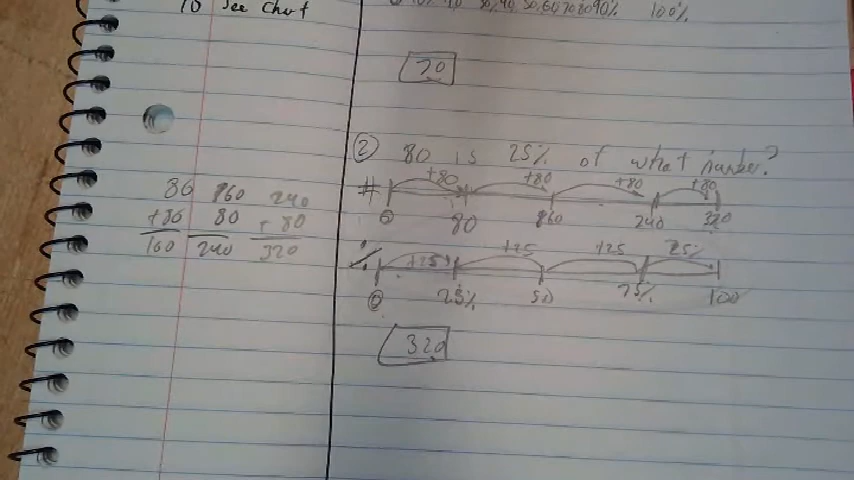 10 See Chart
100%
20
② 80 is 25% of what number?
+80 +80 +80 +80
#
0 80 860 240 320
80 860 240
+80 80 + 80
160 240 320
% +25 +25 +25 25%
0 25% 50 75% 100
320